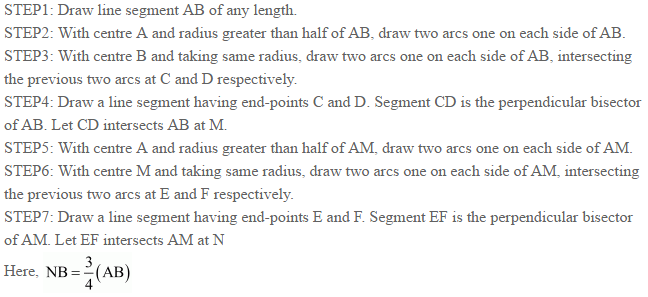 STEP1: Draw line segment AB of any length.
STEP2: With centre A and radius greater than half of AB, draw two arcs one on each side of AB.
STEP3: With centre B and taking same radius, draw two arcs one on each side of AB, intersecting
the previous two arcs at C and D respectively.
STEP4: Draw a line segment having end-points C and D. Segment CD is the perpendicular bisector
of AB. Let CD intersects AB at M.
STEP5: With centre A and radius greater than half of AM, draw two arcs one on each side of AM.
STEP6: With centre M and taking same radius, draw two arcs one on each side of AM, intersecting
the previous two arcs at E and F respectively.
STEP7: Draw a line segment having end-points E and F. Segment EF is the perpendicular bisector
of AM. Let EF intersects AM at N
Here, NB = 3/4 (AB)